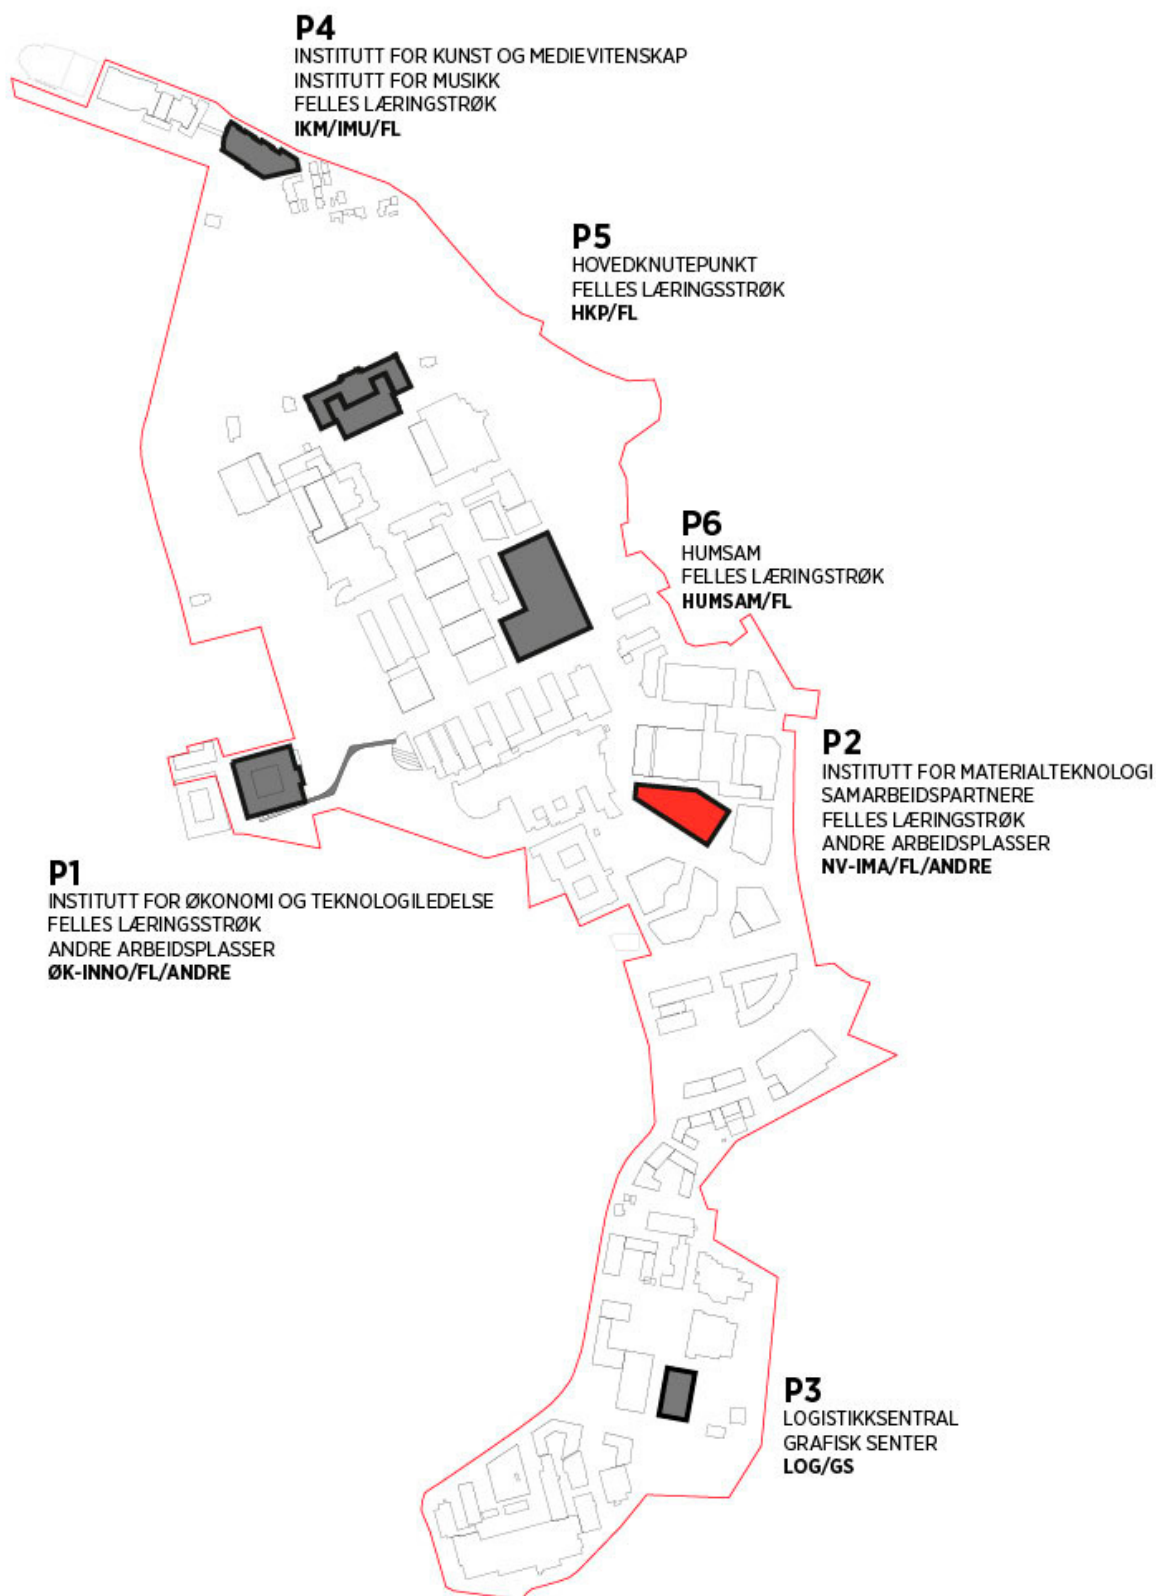 P4
INSTITUTT FOR KUNST OG MEDIEVITENSKAP
INSTITUTT FOR MUSIKK
FELLES LÆRINGSTRØK
IKM/IMU/FL
P5
HOVEDKNUTEPUNKT
FELLES LÆRINGSSTRØK
HKP/FL
P6
HUMSAM
FELLES LÆRINGSTRØK
HUMSAM/FL
P2
INSTITUTT FOR MATERIALTEKNOLOGI
SAMARBEIDSPARTNERE
FELLES LÆRINGSTRØK
ANDRE ARBEIDSPLASSER
NV-IMA/FL/ANDRE
P1
INSTITUTT FOR ØKONOMI OG TEKNOLOGILEDELSE
FELLES LÆRINGSSTRØK
ANDRE ARBEIDSPLASSER
ØK-INNO/FL/ANDRE
P3
LOGISTIKKSENTRAL
GRAFISK SENTER
LOG/GS